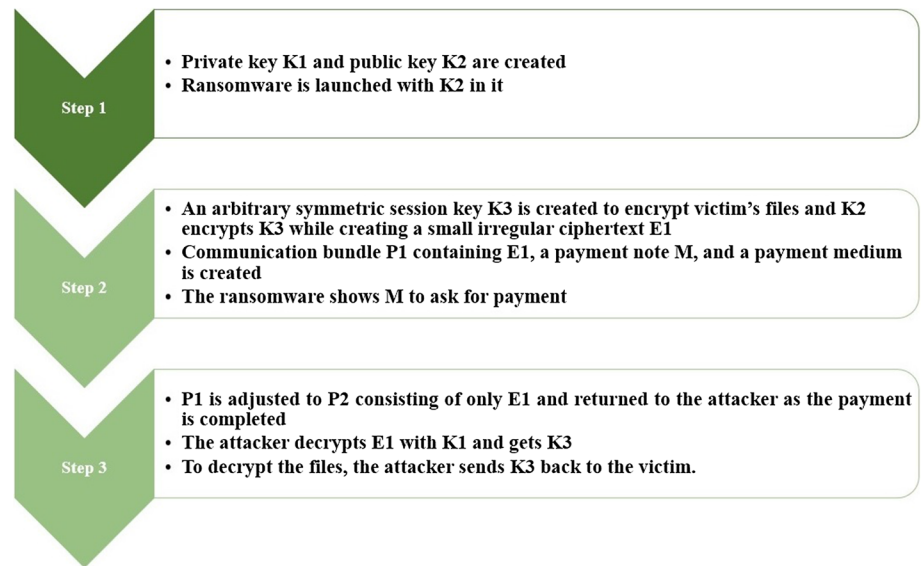 Step 1
• Private key K1 and public key K2 are created
• Ransomware is launched with K2 in it
Step 2
• An arbitrary symmetric session key K3 is created to encrypt victim’s files and K2
encrypts K3 while creating a small irregular ciphertext E1
• Communication bundle P1 containing E1, a payment note M, and a payment medium
is created
• The ransomware shows M to ask for payment
Step 3
• P1 is adjusted to P2 consisting of only E1 and returned to the attacker as the payment
is completed
• The attacker decrypts E1 with K1 and gets K3
• To decrypt the files, the attacker sends K3 back to the victim.